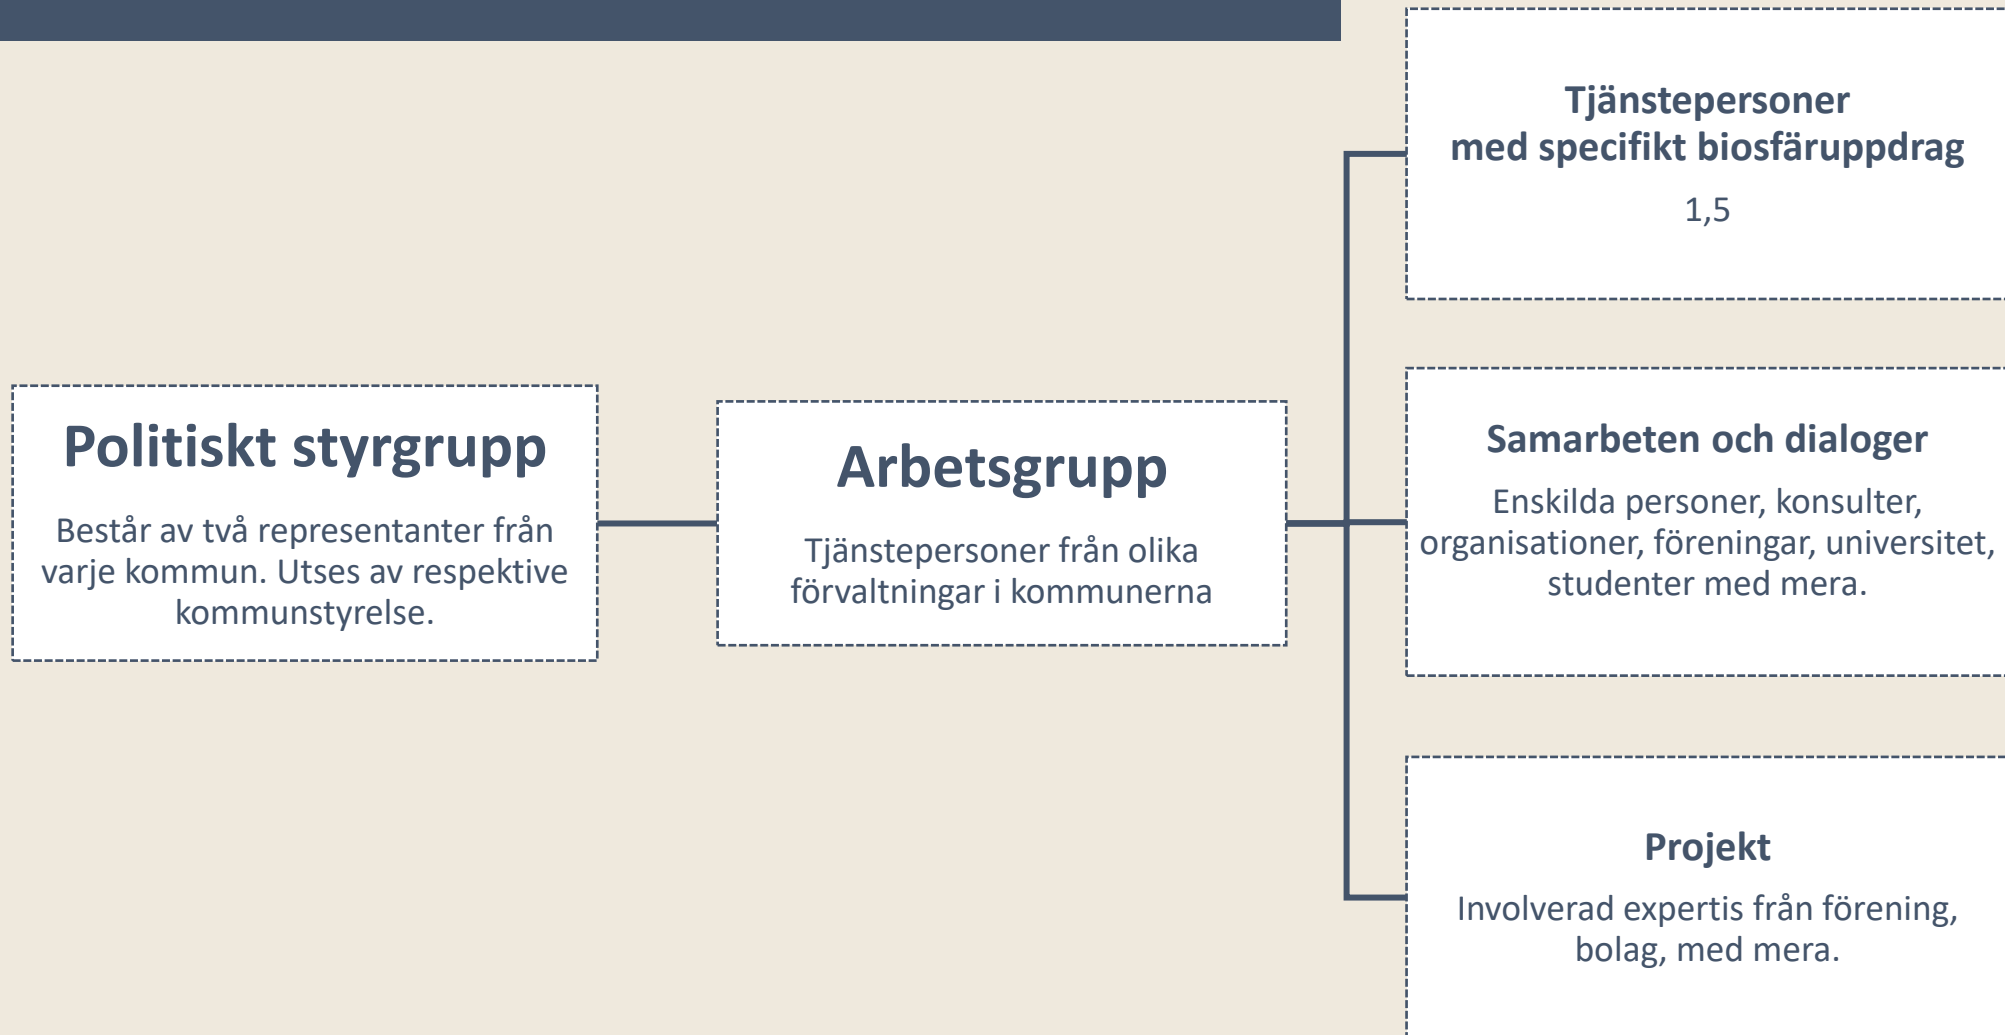 Politiskt styrgrupp
Består av två representanter från
varje kommun. Utses av respektive
kommunstyrelse.
Arbetsgrupp
Tjänstepersoner från olika
förvaltningar i kommunerna
Tjänstepersoner
med specifikt biosfäruppdrag
1,5
Samarbeten och dialoger
Enskilda personer, konsulter,
organisationer, föreningar, universitet,
studenter med mera.
Projekt
Involverad expertis från förening,
bolag, med mera.